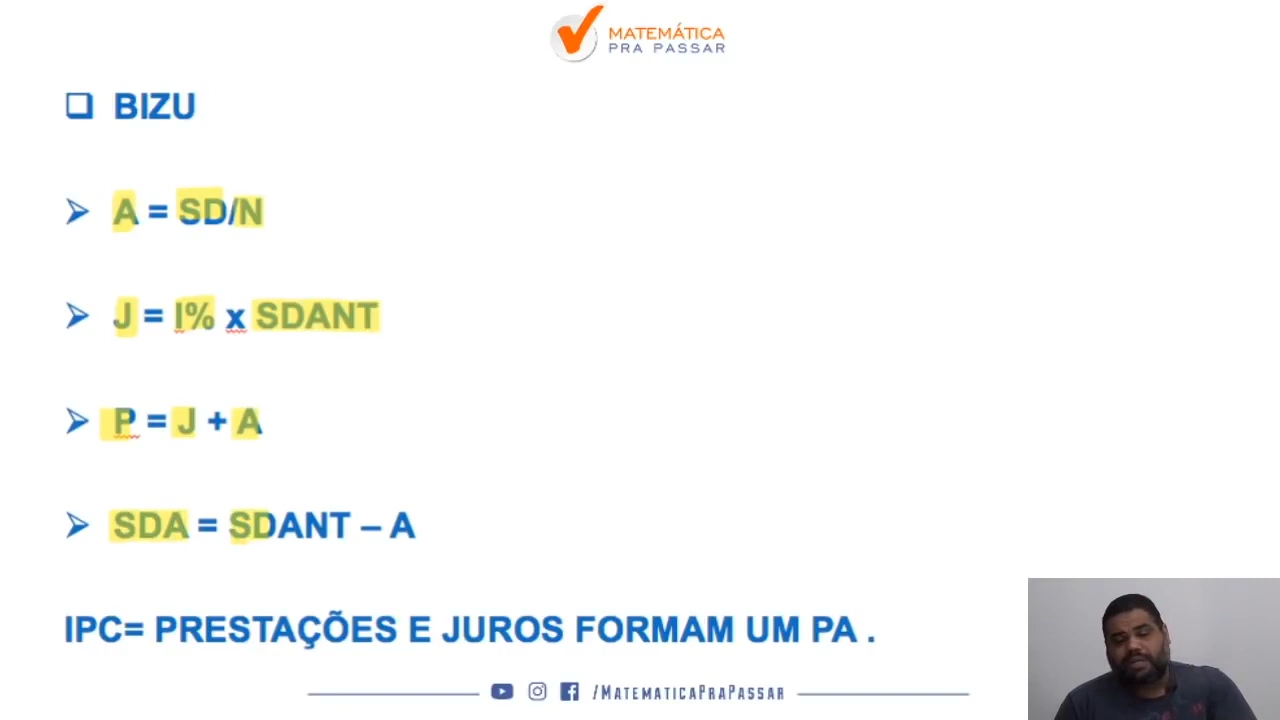 MATEMÁTICA
PRA PASSAR
BIZU
A = SD/N
J = I% x SDANT
P = J + A
SDA = SDANT – A
IPC= PRESTAÇÕES E JUROS FORMAM UM PA .
/MATEMATICAPRAPASSAR